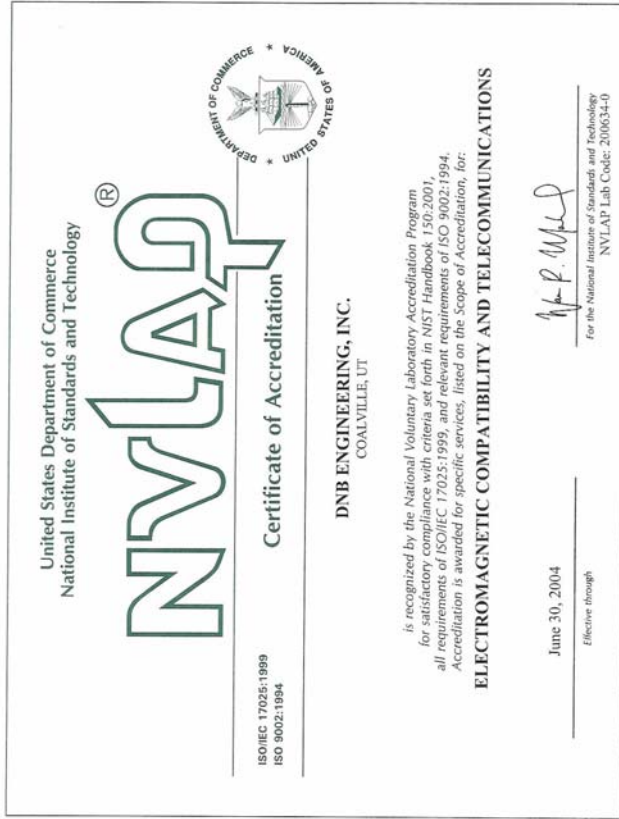 United States Department of Commerce
National Institute of Standards and Technology
NVLAP®
DEPARTMENT OF COMMERCE
★ UNITED STATES OF AMERICA ★
ISO/IEC 17025:1999
ISO 9002:1994
Certificate of Accreditation
DNB ENGINEERING, INC.
COALVILLE, UT
is recognized by the National Voluntary Laboratory Accreditation Program
for satisfactory compliance with criteria set forth in NIST Handbook 150:2001,
all requirements of ISO/IEC 17025:1999, and relevant requirements of ISO 9002:1994.
Accreditation is awarded for specific services, listed on the Scope of Accreditation, for:
ELECTROMAGNETIC COMPATIBILITY AND TELECOMMUNICATIONS
June 30, 2004
Effective through
For the National Institute of Standards and Technology
NVLAP Lab Code: 200634-0